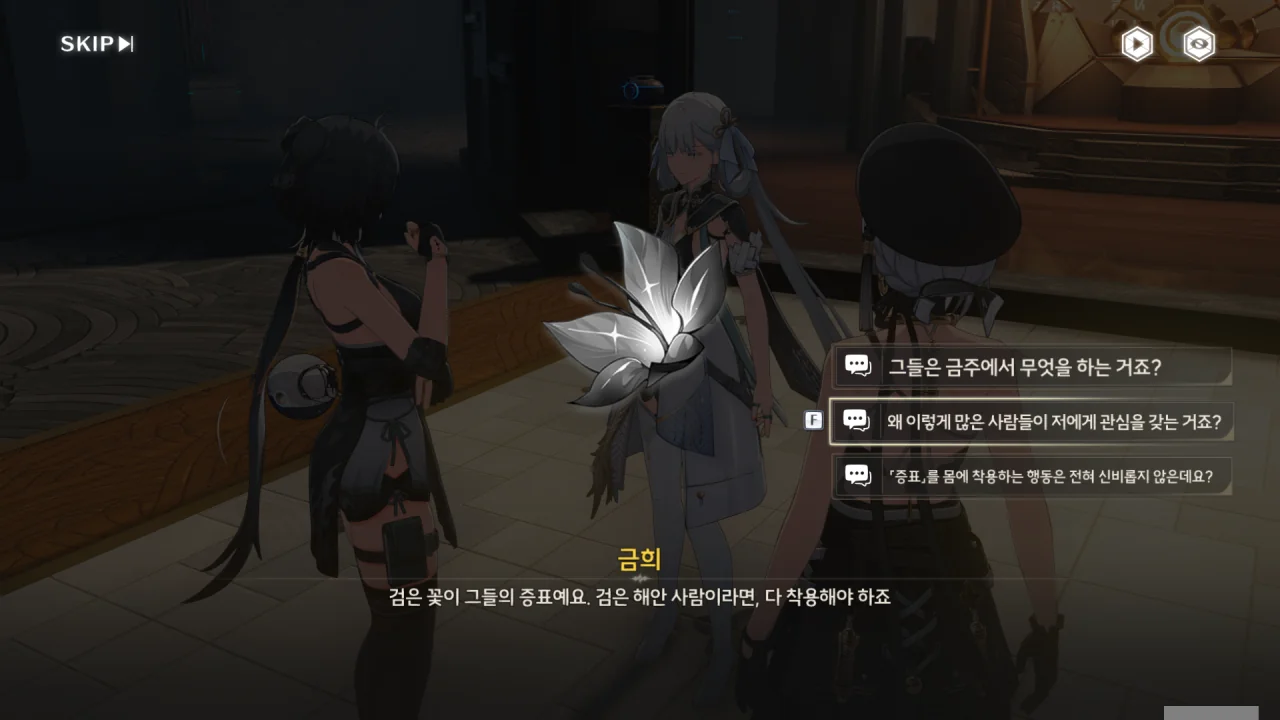 SKIP
그들은 금주에서 무엇을 하는 거죠?
F
왜 이렇게 많은 사람들이 저에게 관심을 갖는 거죠?
「증표」를 몸에 착용하는 행동은 전혀 신비롭지 않은데요?
금희
검은 꽃이 그들의 증표예요. 검은 해안 사람이라면, 다 착용해야 하죠